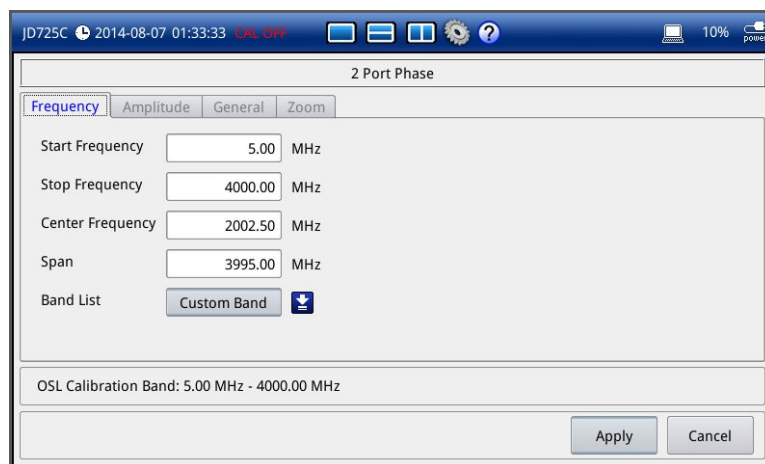 JD725C 2014-08-07 01:33:33 CAL OFF ? 10% power
2 Port Phase
Frequency Amplitude General Zoom
Start Frequency 5.00 MHz
Stop Frequency 4000.00 MHz
Center Frequency 2002.50 MHz
Span 3995.00 MHz
Band List Custom Band
OSL Calibration Band: 5.00 MHz - 4000.00 MHz
Apply Cancel